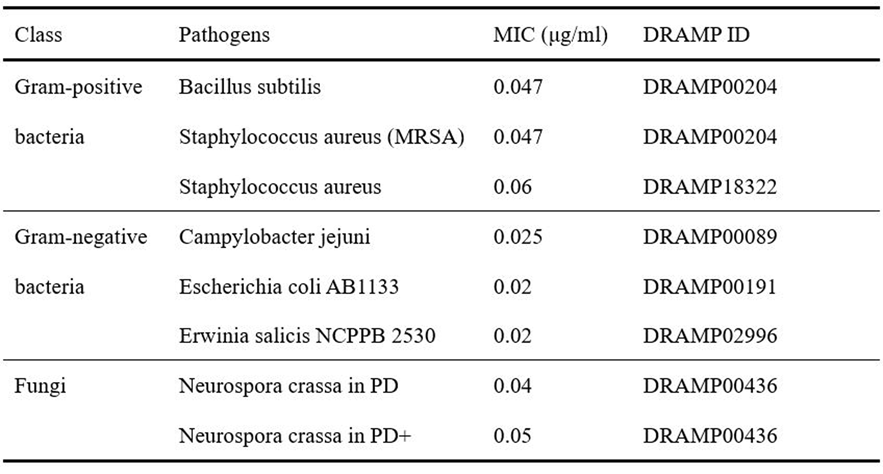 Class Pathogens MIC (μg/ml) DRAMP ID
Gram-positive Bacillus subtilis 0.047 DRAMP00204
bacteria Staphylococcus aureus (MRSA) 0.047 DRAMP00204
Staphylococcus aureus 0.06 DRAMP18322
Gram-negative Campylobacter jejuni 0.025 DRAMP00089
bacteria Escherichia coli AB1133 0.02 DRAMP00191
Erwinia salicis NCPPB 2530 0.02 DRAMP02996
Fungi Neurospora crassa in PD 0.04 DRAMP00436
Neurospora crassa in PD+ 0.05 DRAMP00436